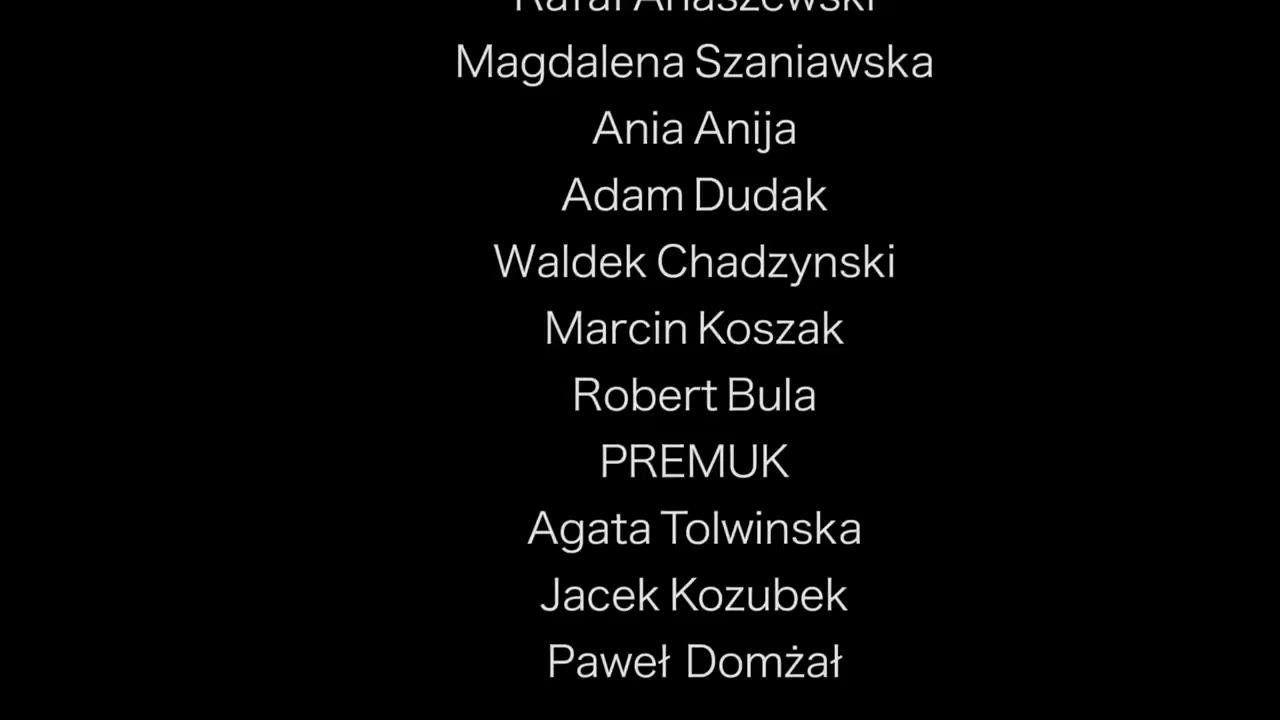 Magdalena Szaniawska
Ania Anija
Adam Dudak
Waldek Chadzynski
Marcin Koszak
Robert Bula
PREMUK
Agata Tolwinska
Jacek Kozubek
Paweł Domżał